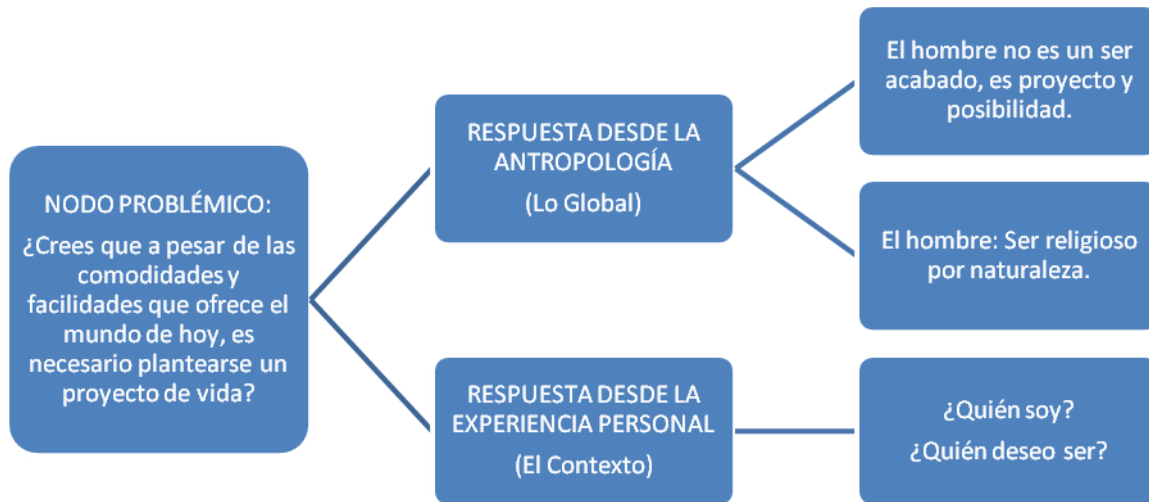 NODO PROBLÉMICO:
¿Crees que a pesar de las
comodidades y
facilidades que ofrece el
mundo de hoy, es
necesario plantearse un
proyecto de vida?
RESPUESTA DESDE LA
ANTROPOLOGÍA
(Lo Global)
El hombre no es un ser
acabado, es proyecto y
posibilidad.
El hombre: Ser religioso
por naturaleza.
RESPUESTA DESDE LA
EXPERIENCIA PERSONAL
(El Contexto)
¿Quién soy?
¿Quién deseo ser?